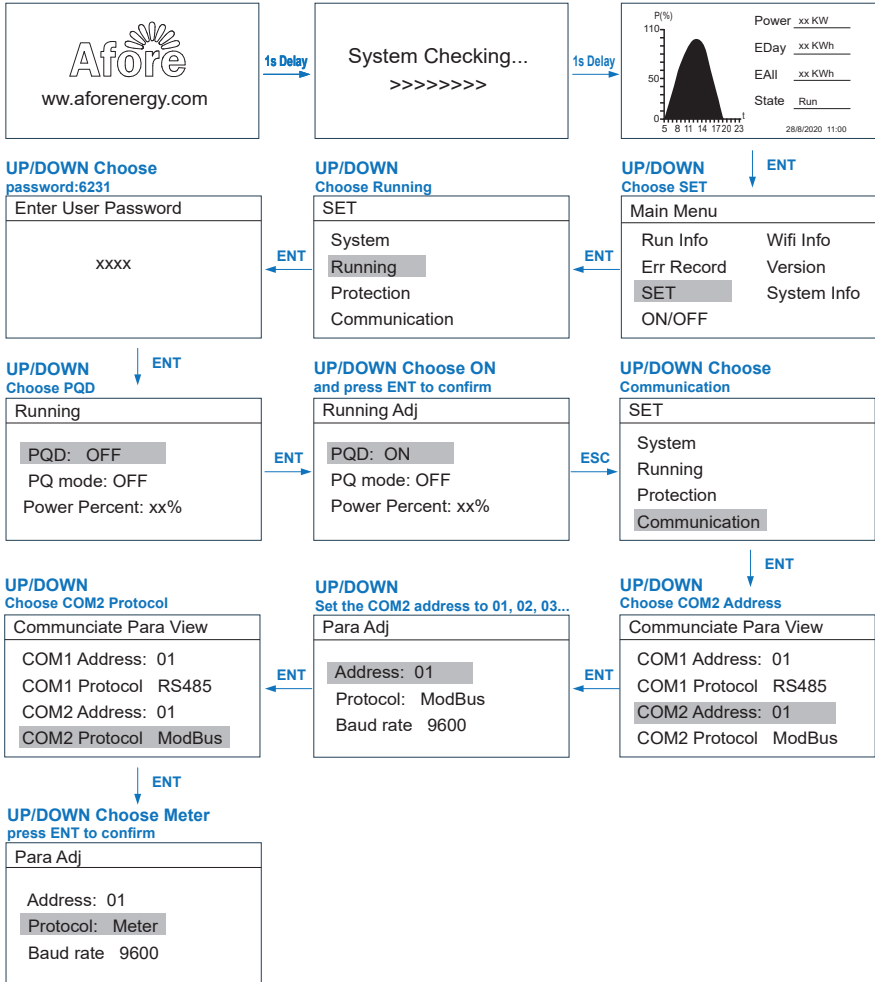 Afore
ww.aforenergy.com
1s Delay
System Checking...
>>>>>>>>
1s Delay
P(%)
110
50
0
5 8 11 14 17 20 23
t
Power xx KW
EDay xx KWh
EAll xx KWh
State Run
28/8/2020 11:00
ENT
UP/DOWN
Choose SET
Main Menu
Run Info Wifi Info
Err Record Version
SET System Info
ON/OFF
ENT
UP/DOWN
Choose Running
SET
System
Running
Protection
Communication
ENT
UP/DOWN Choose
password:6231
Enter User Password
xxxx
ENT
UP/DOWN
Choose PQD
Running
PQD: OFF
PQ mode: OFF
Power Percent: xx%
ENT
UP/DOWN Choose ON
and press ENT to confirm
Running Adj
PQD: ON
PQ mode: OFF
Power Percent: xx%
ESC
UP/DOWN Choose
Communication
SET
System
Running
Protection
Communication
ENT
UP/DOWN
Choose COM2 Address
Communciate Para View
COM1 Address: 01
COM1 Protocol RS485
COM2 Address: 01
COM2 Protocol ModBus
ENT
UP/DOWN
Set the COM2 address to 01, 02, 03...
Para Adj
Address: 01
Protocol: ModBus
Baud rate 9600
ENT
UP/DOWN
Choose COM2 Protocol
Communciate Para View
COM1 Address: 01
COM1 Protocol RS485
COM2 Address: 01
COM2 Protocol ModBus
ENT
UP/DOWN Choose Meter
press ENT to confirm
Para Adj
Address: 01
Protocol: Meter
Baud rate 9600